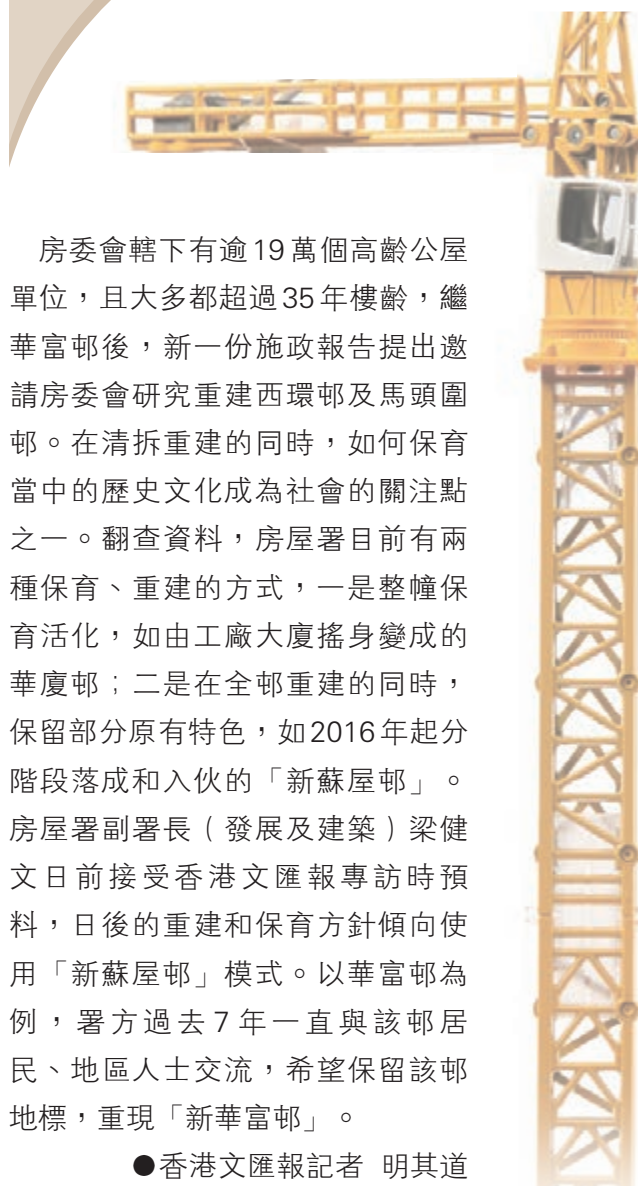 房委會轄下有逾19萬個高齡公屋
單位，且大多都超過35年樓齡，繼
華富邨後，新一份施政報告提出邀
請房委會研究重建西環邨及馬頭圍
邨。在清拆重建的同時，如何保育
當中的歷史文化成為社會的關注點
之一。翻查資料，房屋署目前有兩
種保育、重建的方式，一是整幢保
育活化，如由工廠大廈搖身變成的
華廈邨；二是在全邨重建的同時，
保留部分原有特色，如2016年起分
階段落成和入伙的「新蘇屋邨」。
房屋署副署長（發展及建築）梁健
文日前接受香港文匯報專訪時預
料，日後的重建和保育方針傾向使
用「新蘇屋邨」模式。以華富邨為
例，署方過去7年一直與該邨居
民、地區人士交流，希望保留該邨
地標，重現「新華富邨」。
●香港文匯報記者 明其道